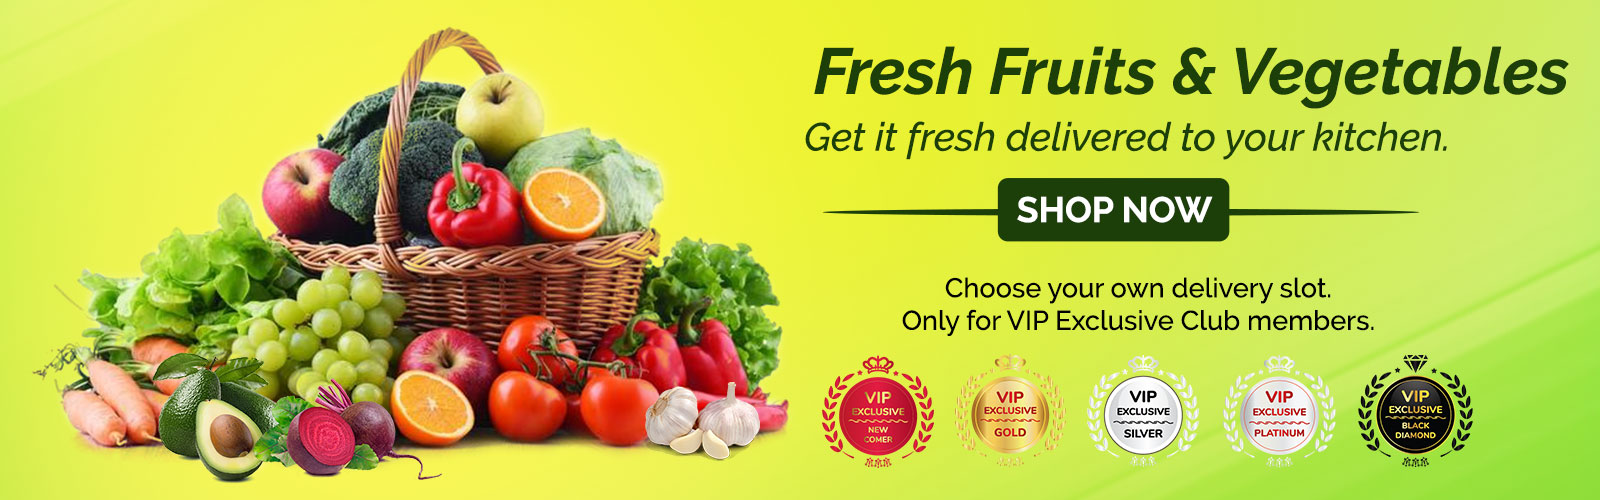 Fresh Fruits & Vegetables
Get it fresh delivered to your kitchen.
SHOP NOW
Choose your own delivery slot.
Only for VIP Exclusive Club members.
VIP
EXCLUSIVE
NEW
COMER
VIP
EXCLUSIVE
GOLD
VIP
EXCLUSIVE
SILVER
VIP
EXCLUSIVE
PLATINUM
VIP
EXCLUSIVE
BLACK
DIAMOND